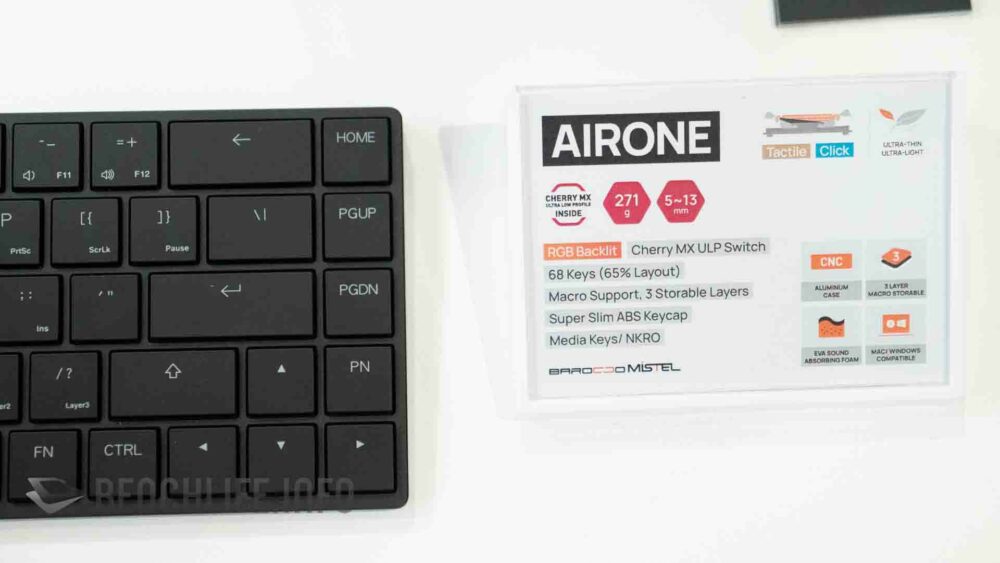 - _
F11
= +
F12
HOME
P
PrtSc
[ {
ScrLk
] }
Pause
\ |
PGUP
; :
Ins
' "
PGDN
/ ?
Layer3
PN
FN
CTRL
BENCHLIFE.INFO
AIRONE
Tactile Click
ULTRA-THIN
ULTRA-LIGHT
CHERRY MX
ULTRA LOW PROFILE
INSIDE
271
g
5~13
mm
RGB Backlit Cherry MX ULP Switch
68 Keys (65% Layout)
Macro Support, 3 Storable Layers
Super Slim ABS Keycap
Media Keys/ NKRO
BAROCCO MISTEL
CNC
ALUMINUM
CASE
3
3 LAYER
MACRO STORABLE
EVA SOUND
ABSORBING FOAM
MAC/ WINDOWS
COMPATIBLE